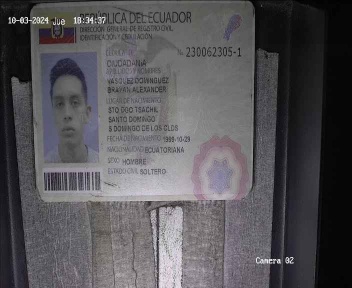 10-03-2024 Jue 18:34:37
REPÚBLICA DEL ECUADOR
DIRECCIÓN GENERAL DE REGISTRO CIVIL
IDENTIFICACIÓN Y CEDULACIÓN
CÉDULA DE N. 230062305-1
CIUDADANÍA
APELLIDOS Y NOMBRES
VASQUEZ DOMINGUEZ
BRAYAN ALEXANDER
LUGAR DE NACIMIENTO
STO DGO TSACHIL
SANTO DOMINGO
S DOMINGO DE LOS CLDS
FECHA DE NACIMIENTO 1999-10-29
NACIONALIDAD ECUATORIANA
SEXO HOMBRE
ESTADO CIVIL SOLTERO
Camera 02